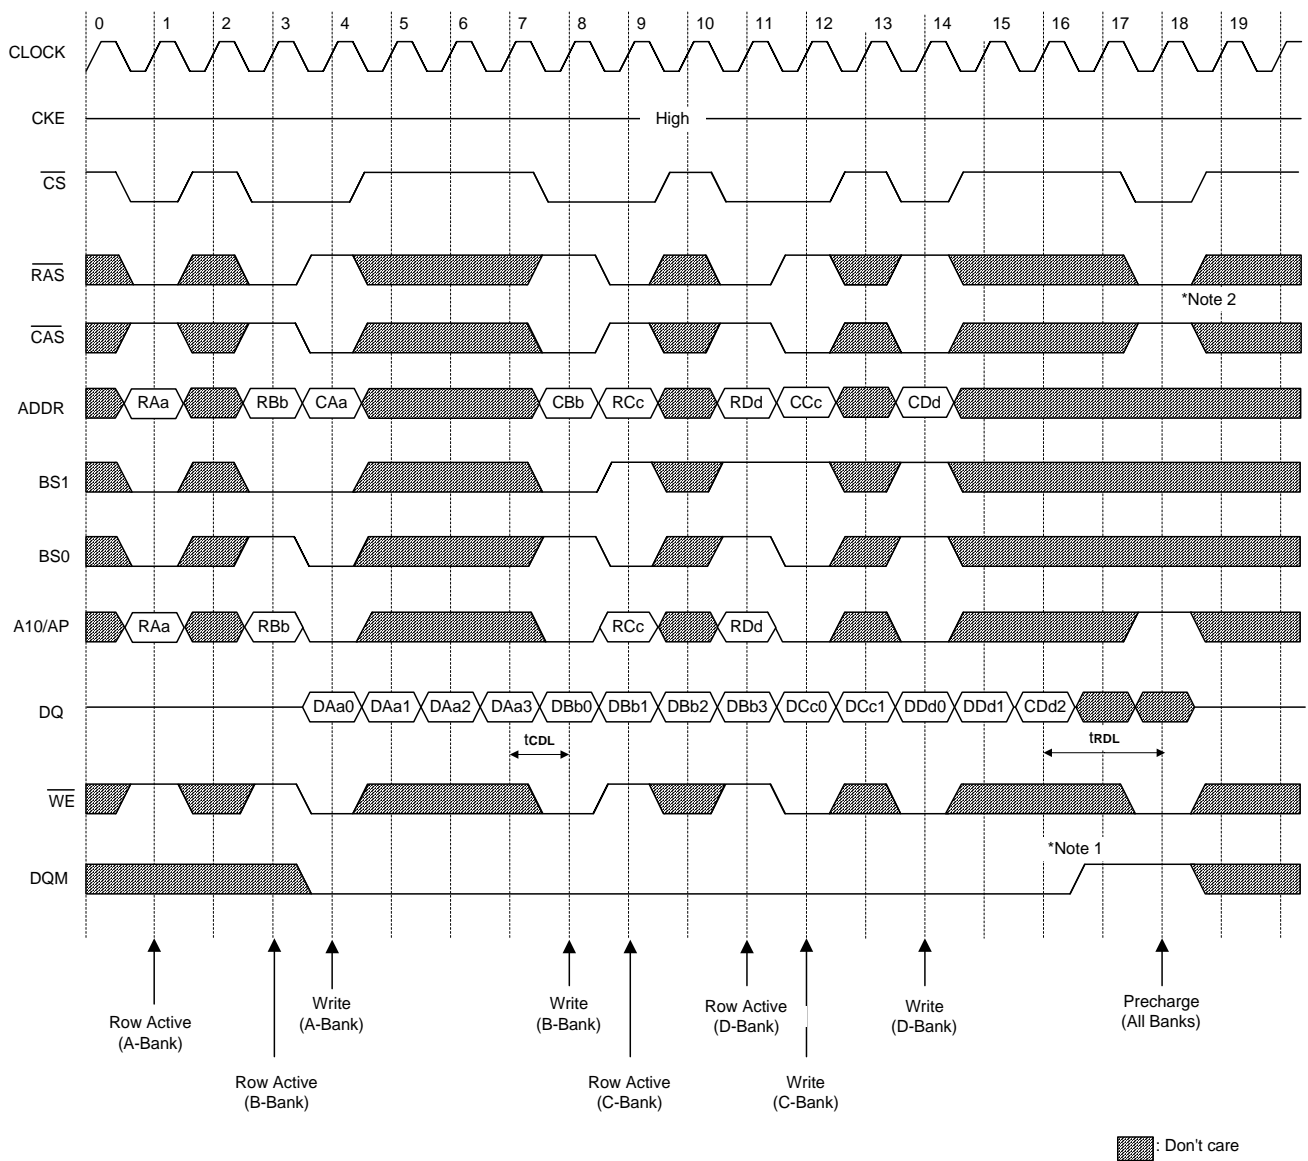 0 1 2 3 4 5 6 7 8 9 10 11 12 13 14 15 16 17 18 19
CLOCK
CKE High
CS
RAS
*Note 2
CAS
ADDR RAa RBb CAa CBb RCc RDd CCc CDd
BS1
BS0
A10/AP RAa RBb RCc RDd
DQ DAa0 DAa1 DAa2 DAa3 DBb0 DBb1 DBb2 DBb3 DCc0 DCc1 DDd0 DDd1 CDd2
tCDL tRDL
WE
*Note 1
DQM
Row Active
(A-Bank)
Write
(A-Bank)
Write
(B-Bank)
Row Active
(D-Bank)
Write
(D-Bank)
Precharge
(All Banks)
Row Active
(B-Bank)
Row Active
(C-Bank)
Write
(C-Bank)
: Don't care